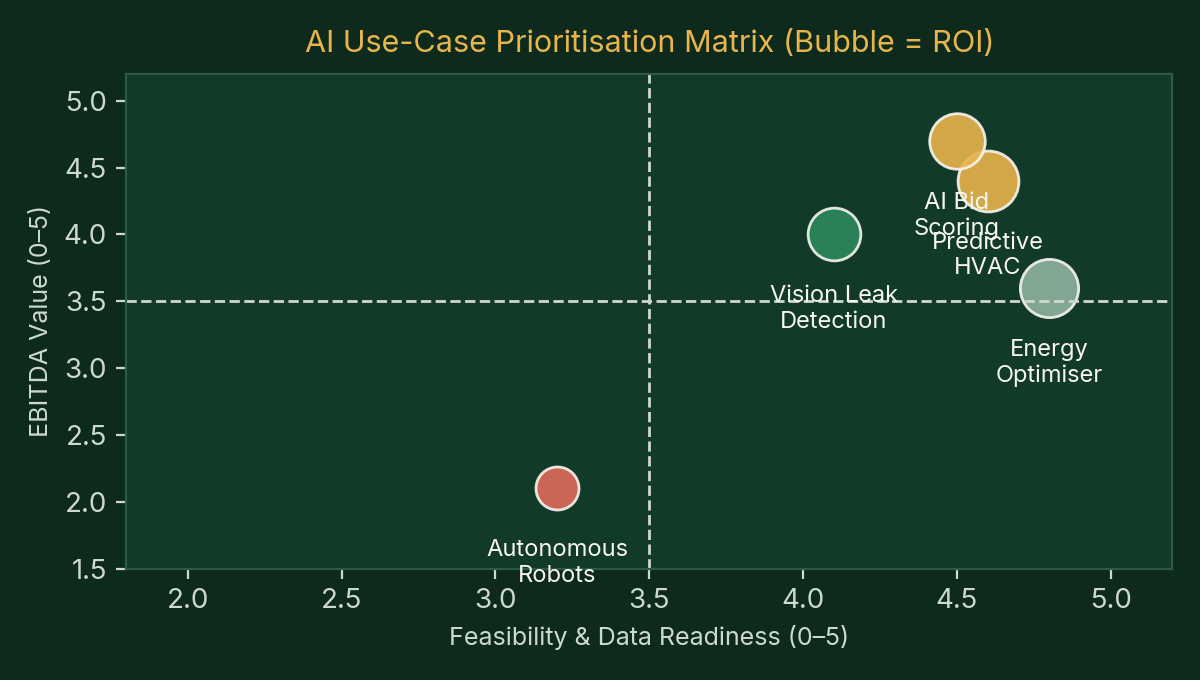 AI Use-Case Prioritisation Matrix (Bubble = ROI)
EBITDA Value (0–5)
5.0
4.5
4.0
3.5
3.0
2.5
2.0
1.5
AI Bid
Scoring
Predictive
HVAC
Vision Leak
Detection
Energy
Optimiser
Autonomous
Robots
2.0
2.5
3.0
3.5
4.0
4.5
5.0
Feasibility & Data Readiness (0–5)